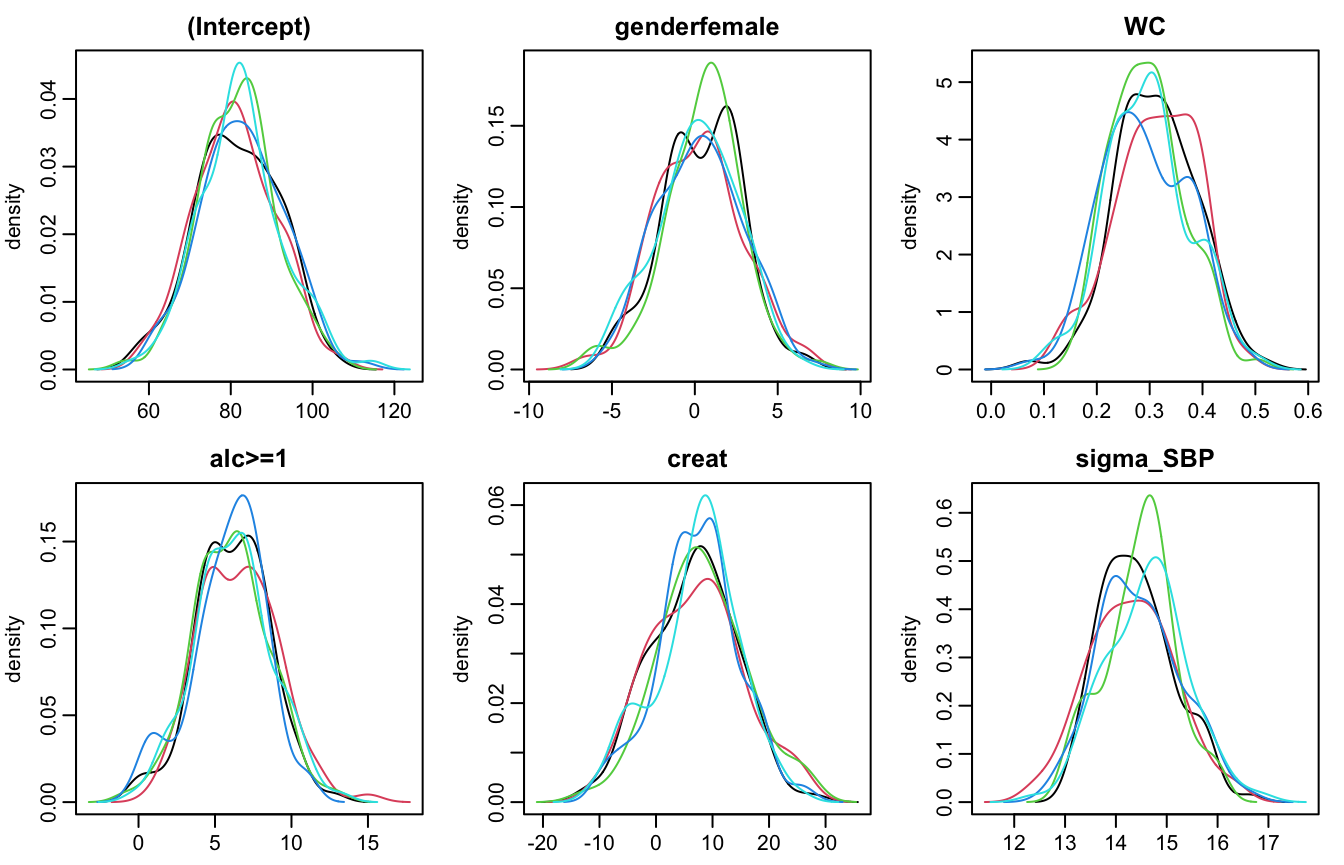 (Intercept)
genderfemale
WC
density
0.00 0.01 0.02 0.03 0.04
60 80 100 120
density
0.00 0.05 0.10 0.15
-10 -5 0 5 10
density
0 1 2 3 4 5
0.0 0.1 0.2 0.3 0.4 0.5 0.6
alc>=1
creat
sigma_SBP
density
0.00 0.05 0.10 0.15
0 5 10 15
density
0.00 0.02 0.04 0.06
-20 -10 0 10 20 30
density
0.0 0.1 0.2 0.3 0.4 0.5 0.6
12 13 14 15 16 17